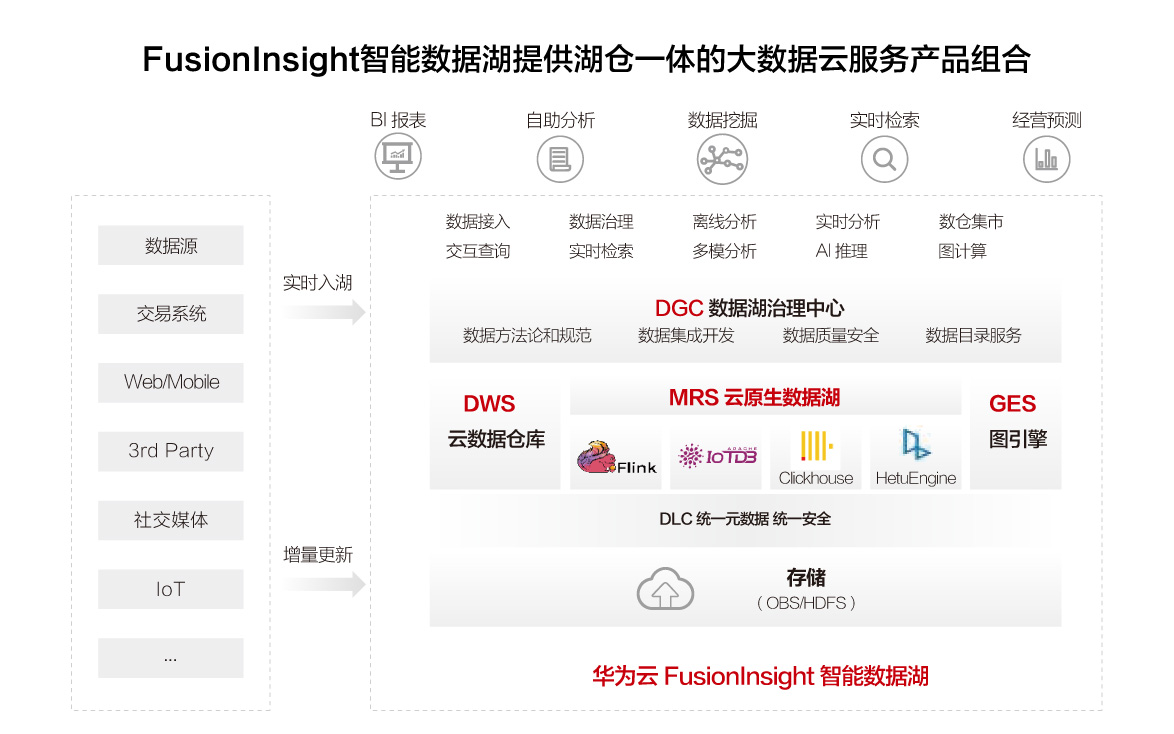 FusionInsight智能数据湖提供湖仓一体的大数据云服务产品组合
BI 报表
自助分析
数据挖掘
实时检索
经营预测
数据源
交易系统
Web/Mobile
3rd Party
社交媒体
IoT
...
实时入湖
增量更新
数据接入 数据治理 离线分析 实时分析 数仓集市
交互查询 实时检索 多模分析 AI 推理 图计算
DGC 数据湖治理中心
数据方法论和规范 数据集成开发 数据质量安全 数据目录服务
DWS
云数据仓库
MRS 云原生数据湖
Flink
APACHE
IoTDB
Clickhouse
HetuEngine
GES
图引擎
DLC 统一元数据 统一安全
存储
( OBS/HDFS )
华为云 FusionInsight 智能数据湖